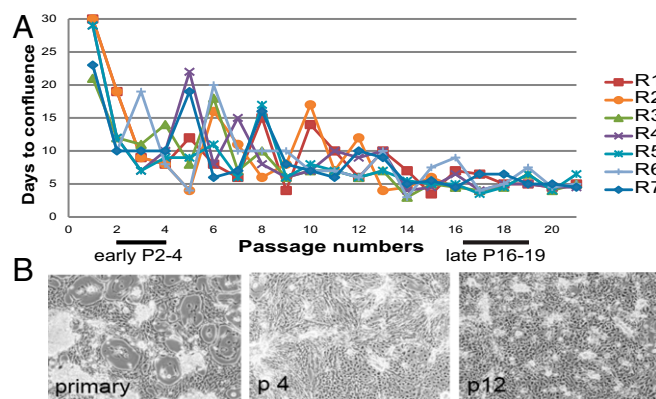 A
Days to confluence
30
25
20
15
10
5
0
0 2 4 6 8 10 12 14 16 18 20
Passage numbers
early P2-4
late P16-19
R1
R2
R3
R4
R5
R6
R7
B
primary
p 4
p12